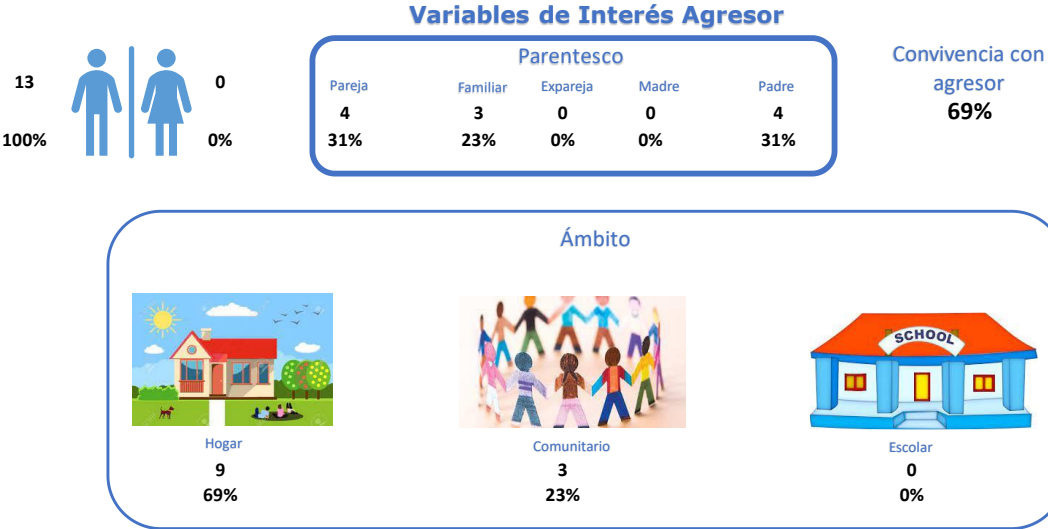 Variables de Interés Agresor
13
100%
0
0%
Parentesco
Pareja Familiar Expareja Madre Padre
4 3 0 0 4
31% 23% 0% 0% 31%
Convivencia con
agresor
69%
Ámbito
SCHOOL
Hogar Comunitario Escolar
9 3 0
69% 23% 0%